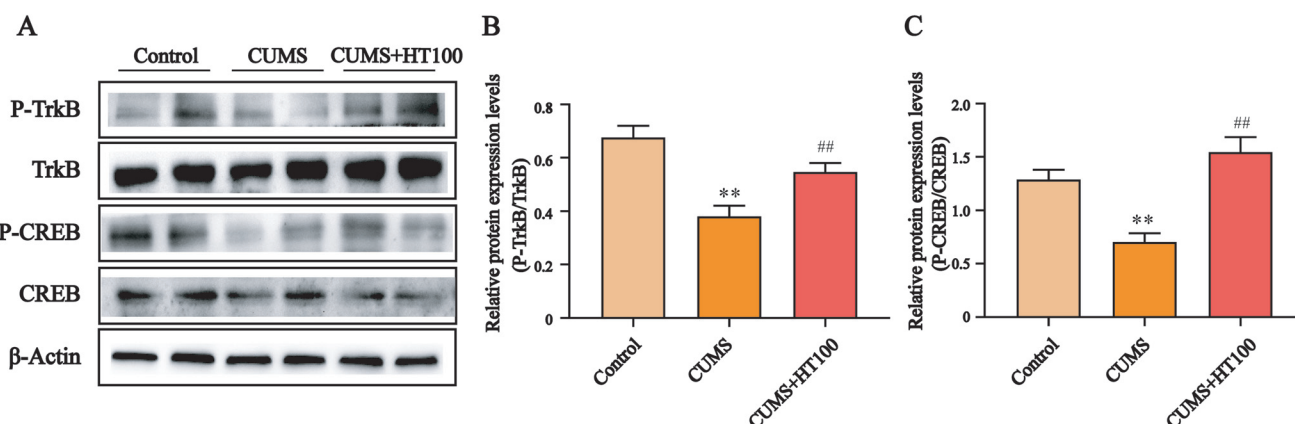 A
Control CUMS CUMS+HT100
P-TrkB
TrkB
P-CREB
CREB
β-Actin
B
Relative protein expression levels
(P-TrkB/TrkB)
0.8
0.6
0.4
0.2
0
**
##
Control
CUMS
CUMS+HT100
C
Relative protein expression levels
(P-CREB/CREB)
2.0
1.5
1.0
0.5
0
**
##
Control
CUMS
CUMS+HT100